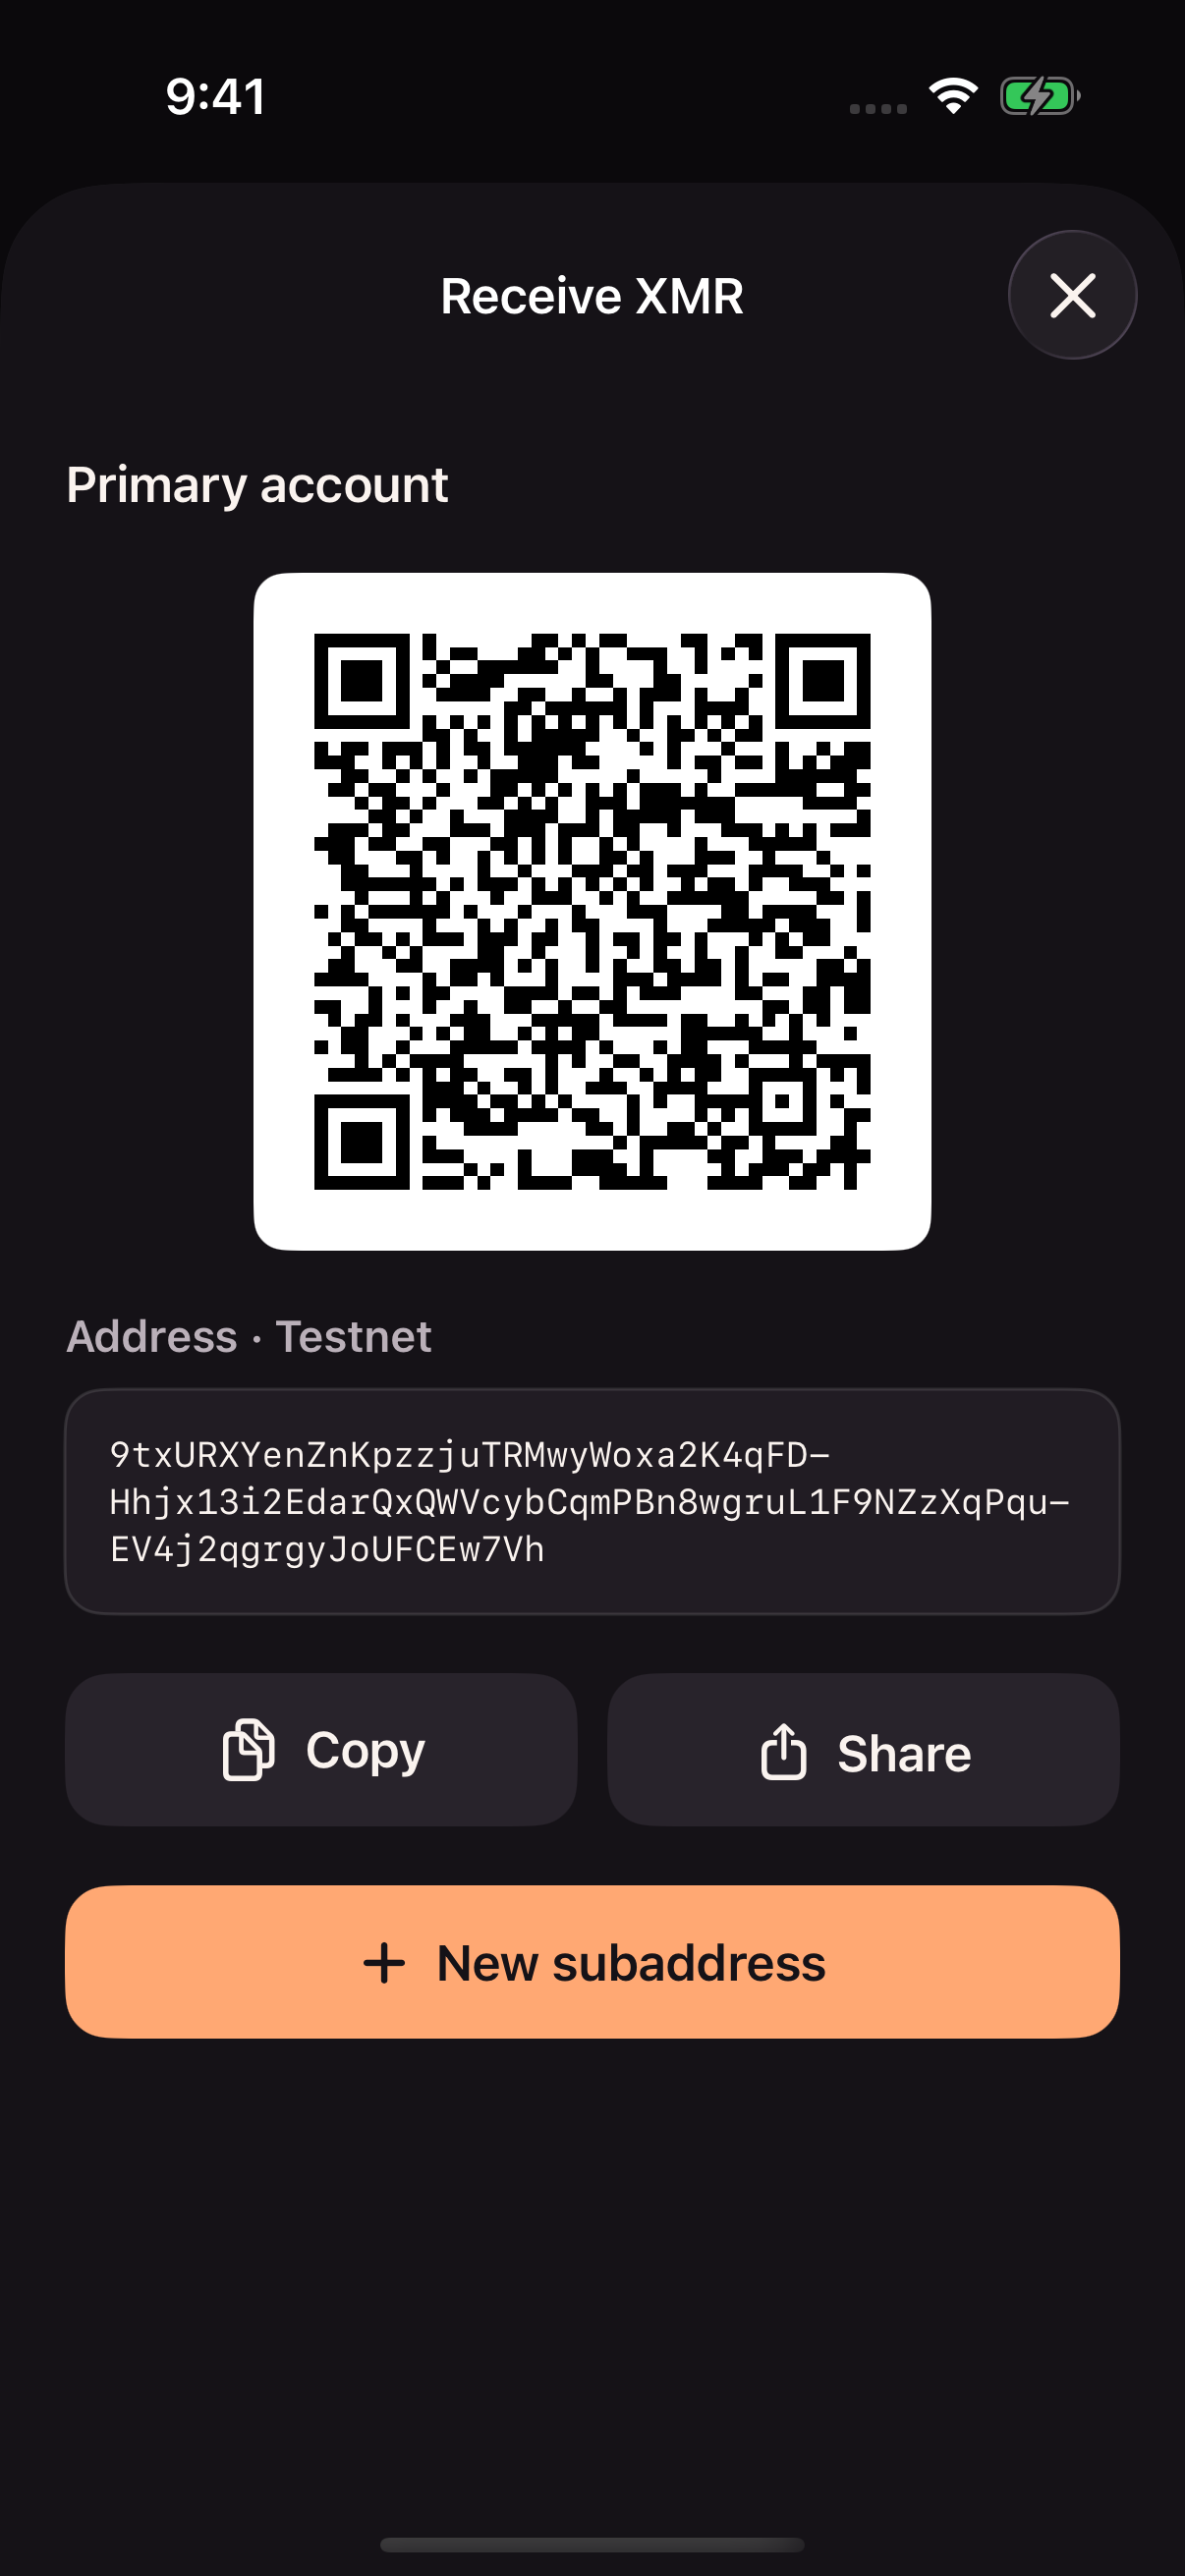 9:41
Receive XMR
Primary account
Address · Testnet
9txURXYenZnKpzzjuTRMwyWoxa2K4qFD-
Hhjx13i2EdarQxQWVcybCqmPBn8wgruL1F9NZzXqPqu-
EV4j2qgrgyJoUFCEw7Vh
Copy
Share
New subaddress